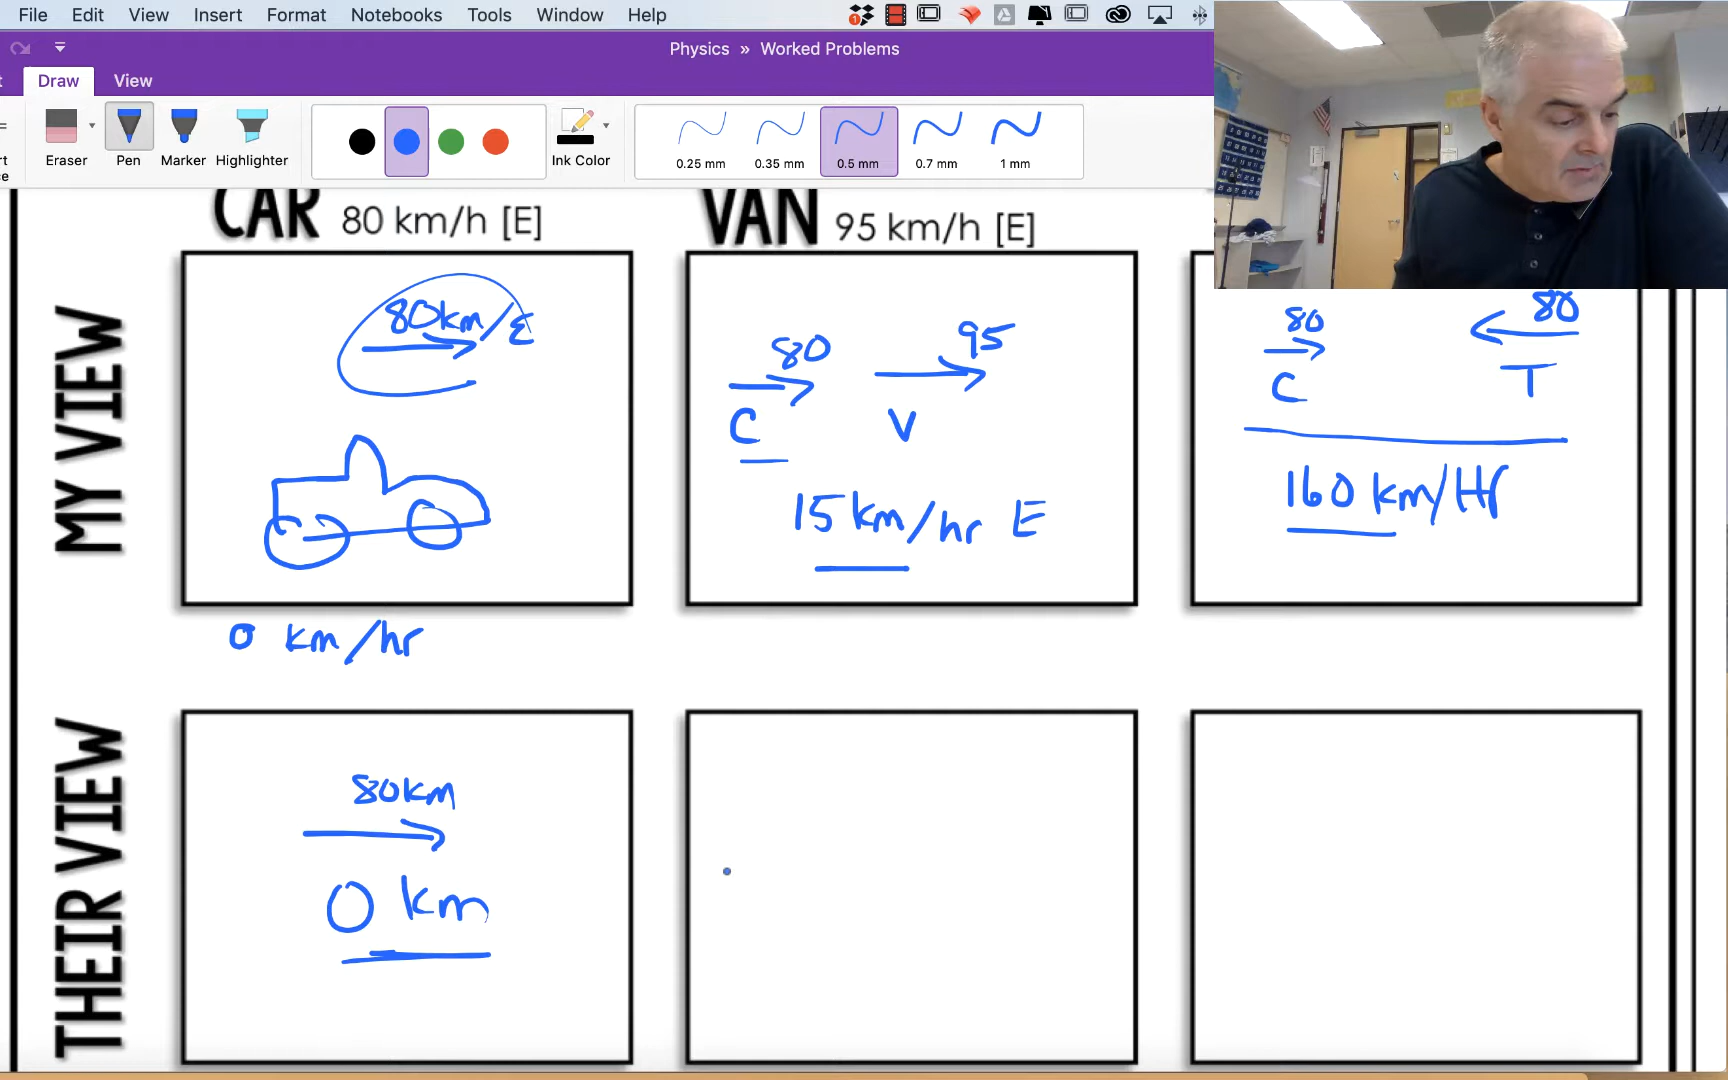 File Edit View Insert Format Notebooks Tools Window Help
Physics » Worked Problems
Draw View
Eraser Pen Marker Highlighter Ink Color 0.25 mm 0.35 mm 0.5 mm 0.7 mm 1 mm
CAR 80 km/h [E] VAN 95 km/h [E]
MY VIEW
80km/E
80 95
C V
15 km/hr E
80 80
C T
160 km/Hr
0 km/hr
THEIR VIEW
80km
0 km